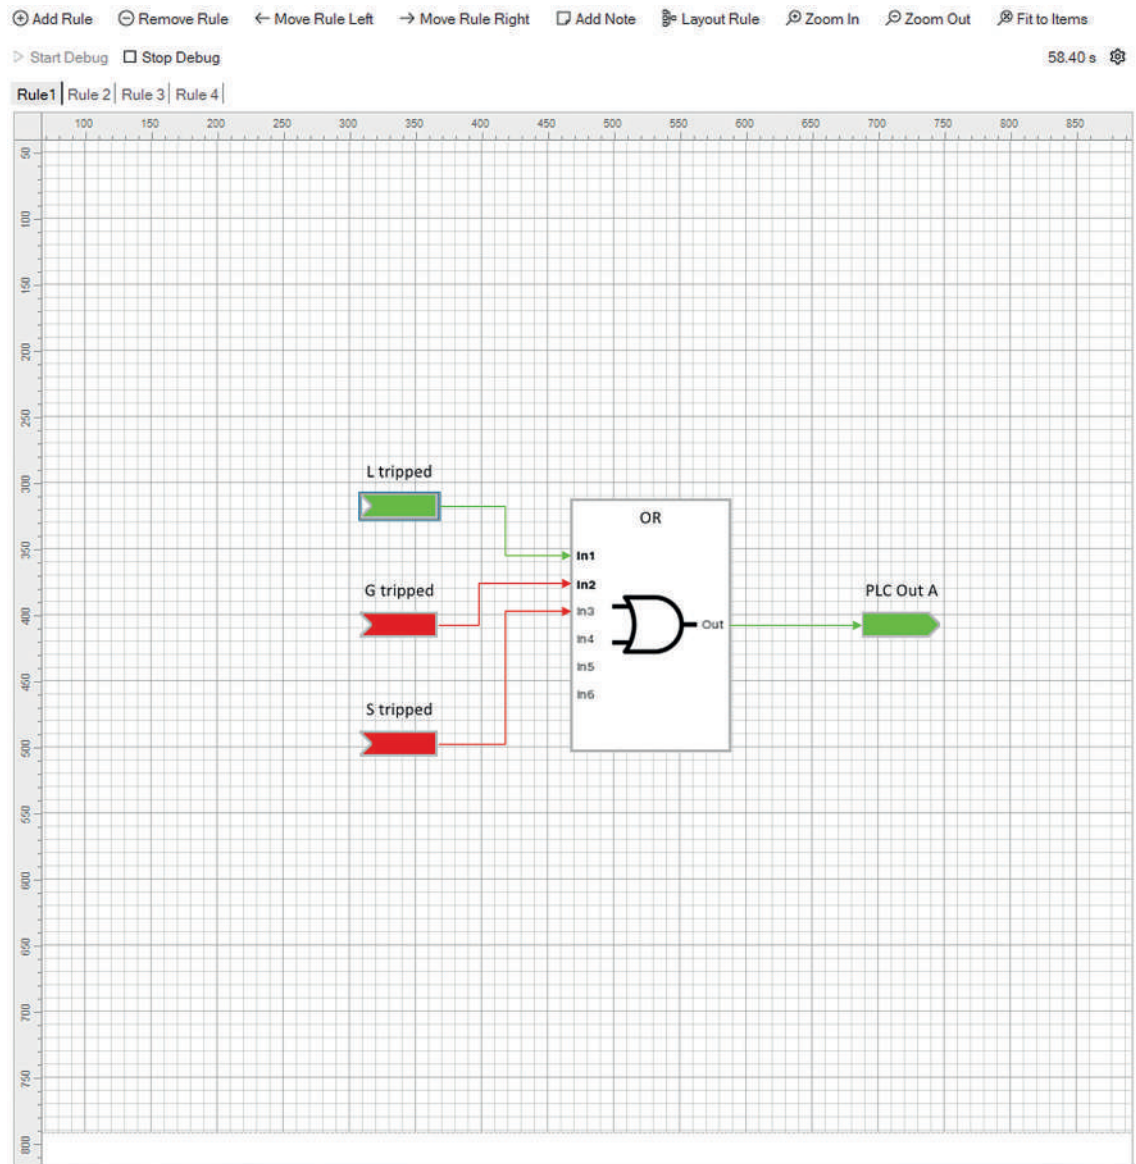 Add Rule Remove Rule Move Rule Left Move Rule Right Add Note Layout Rule Zoom In Zoom Out Fit to Items
Start Debug Stop Debug 58.40 s
Rule1 Rule 2 Rule 3 Rule 4
100 150 200 250 300 350 400 450 500 550 600 650 700 750 800 850
50
100
150
200
250
L tripped
300
OR
350
In1
G tripped
In2
PLC Out A
400
In3
Out
In4
450
In5
In6
S tripped
500
550
600
650
700
750
800